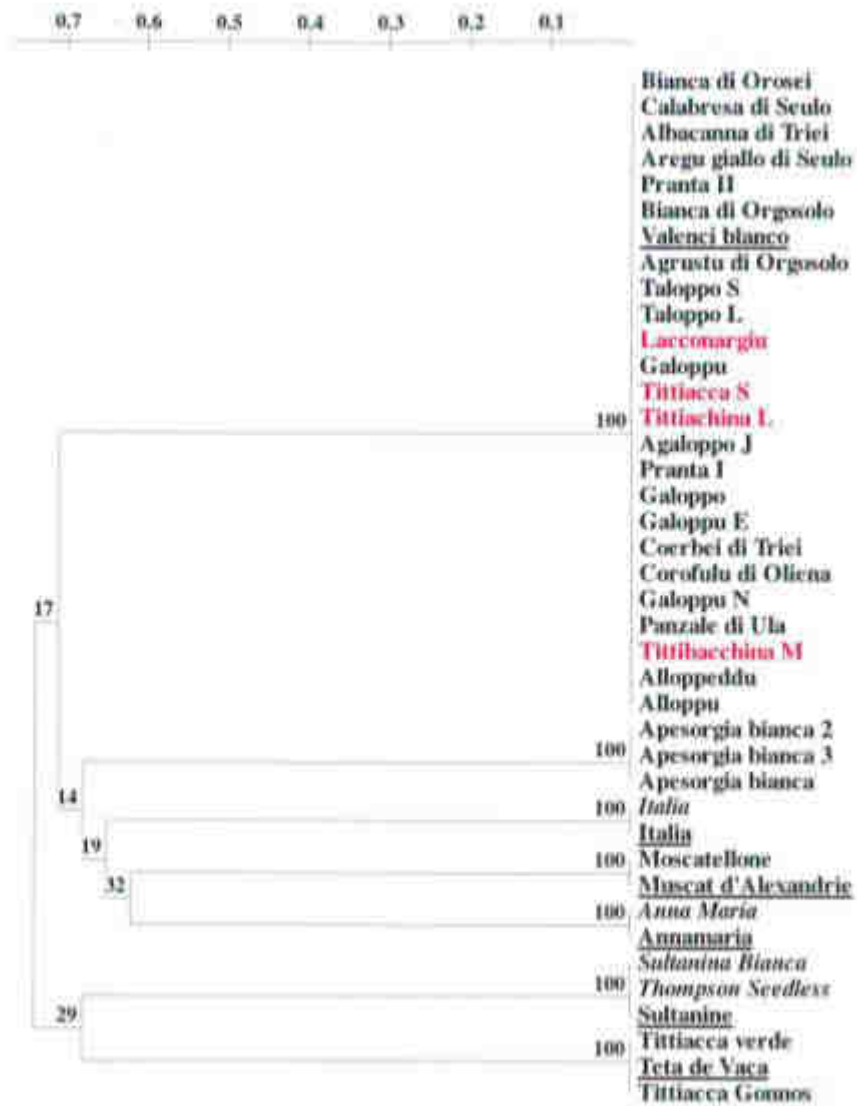 0.7 0.6 0.5 0.4 0.3 0.2 0.1
Bianca di Orosei
Calabresa di Seulo
Albacanna di Triei
Aregu giallo di Seulo
Pranta II
Bianca di Orgosolo
Valenci blanco
Agrustu di Orgosolo
Taloppo S
Taloppo L
Lacconargiu
Galoppu
Tittiacca S
100 Tittiachina L
Agaloppo J
Pranta I
Galoppo
Galoppu E
Coerbei di Triei
Corofulu di Oliena
17 Galoppu N
Panzale di Ula
Tittibacchina M
Alloppeddu
Alloppu
Apesorgia bianca 2
100 Apesorgia bianca 3
Apesorgia bianca
14
100 Italia
Italia
19
100 Moscatellone
32 Muscat d'Alexandrie
100 Anna Maria
Annamaria
Sultanina Bianca
100 Thompson Seedless
29 Sultanine
Tittiacca verde
100 Teta de Vaca
Tittiacca Gonnos